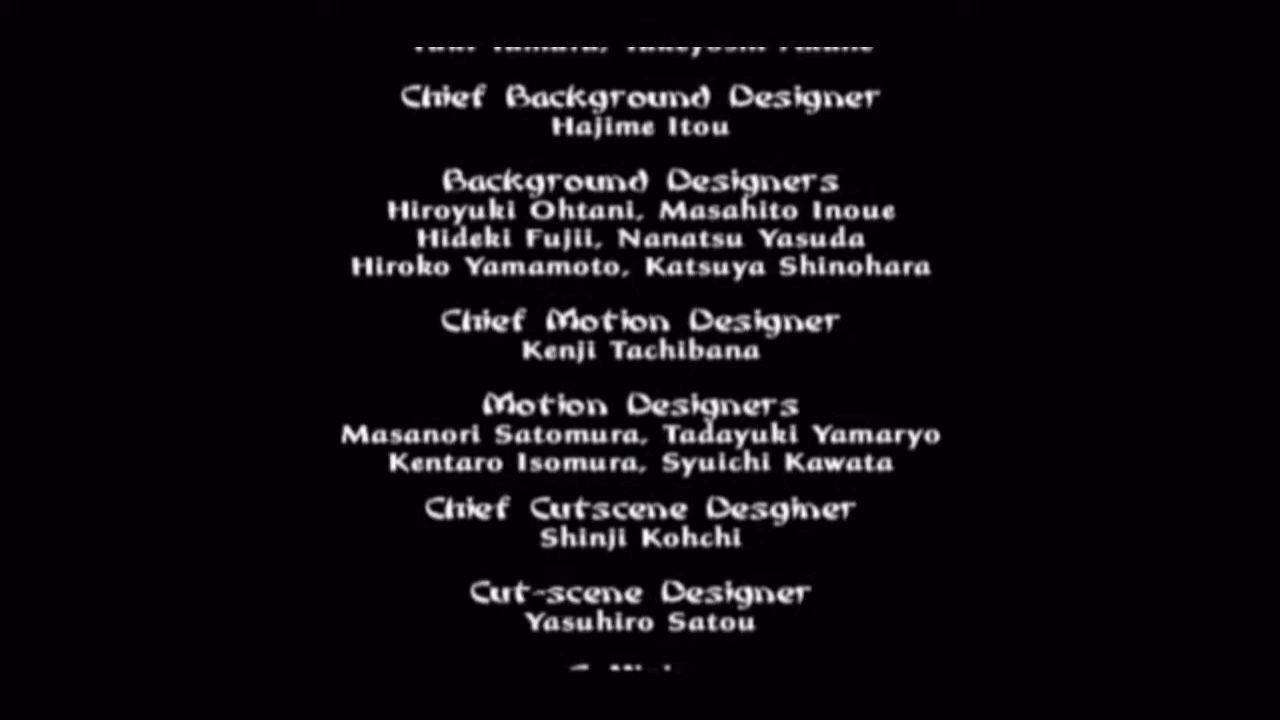 Chief Background Designer
Hajime Itou
Background Designers
Hiroyuki Ohtani, Masahito Inoue
Hideki Fujii, Nanatsu Yasuda
Hiroko Yamamoto, Katsuya Shinohara
Chief Motion Designer
Kenji Tachibana
Motion Designers
Masanori Satomura, Tadayuki Yamaryo
Kentaro Isomura, Syuichi Kawata
Chief Cutscene Desginer
Shinji Kohchi
Cut-scene Designer
Yasuhiro Satou